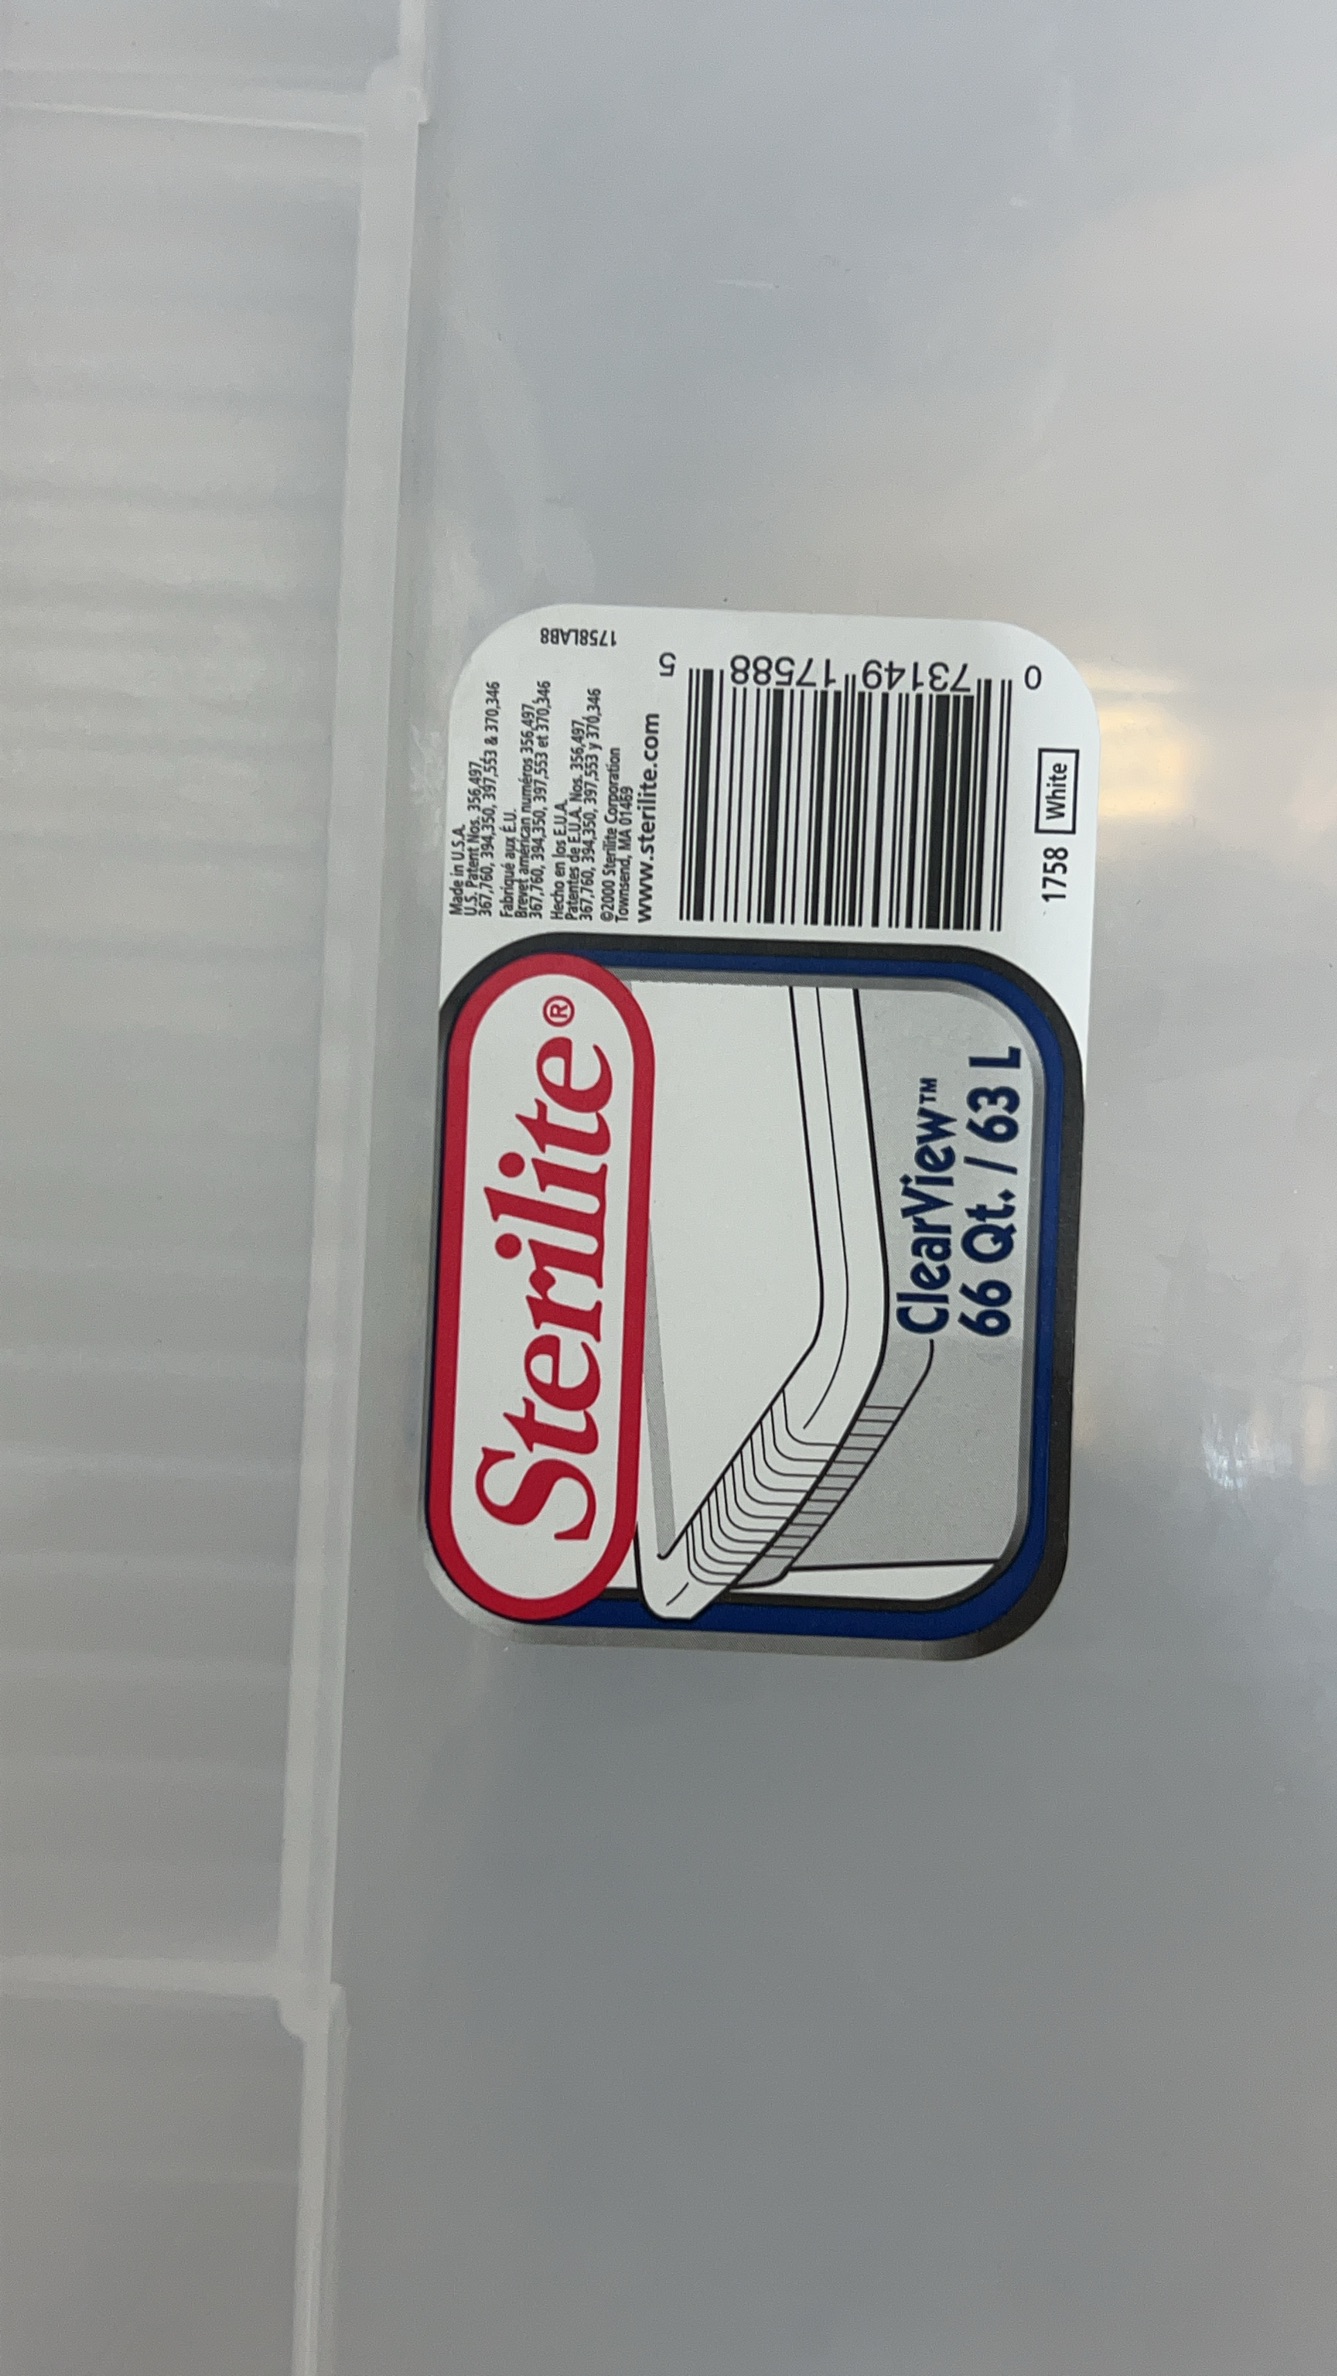 Sterilite®
ClearView™
66 Qt. / 63 L
Made in U.S.A.
U.S. Patent Nos. 356,497,
367,760, 394,350, 397,553 & 370,346
Fabriqué aux É.U.
Brevet américan numéros 356,497,
367,760, 394,350, 397,553 et 370,346
Hecho en los E.U.A.
Patentes de E.U.A. Nos. 356,497,
367,760, 394,350, 397,553 y 370,346
©2000 Sterilite Corporation
Townsend, MA 01469
www.sterilite.com
1758LAB8
0 73149 17588 5
1758 White